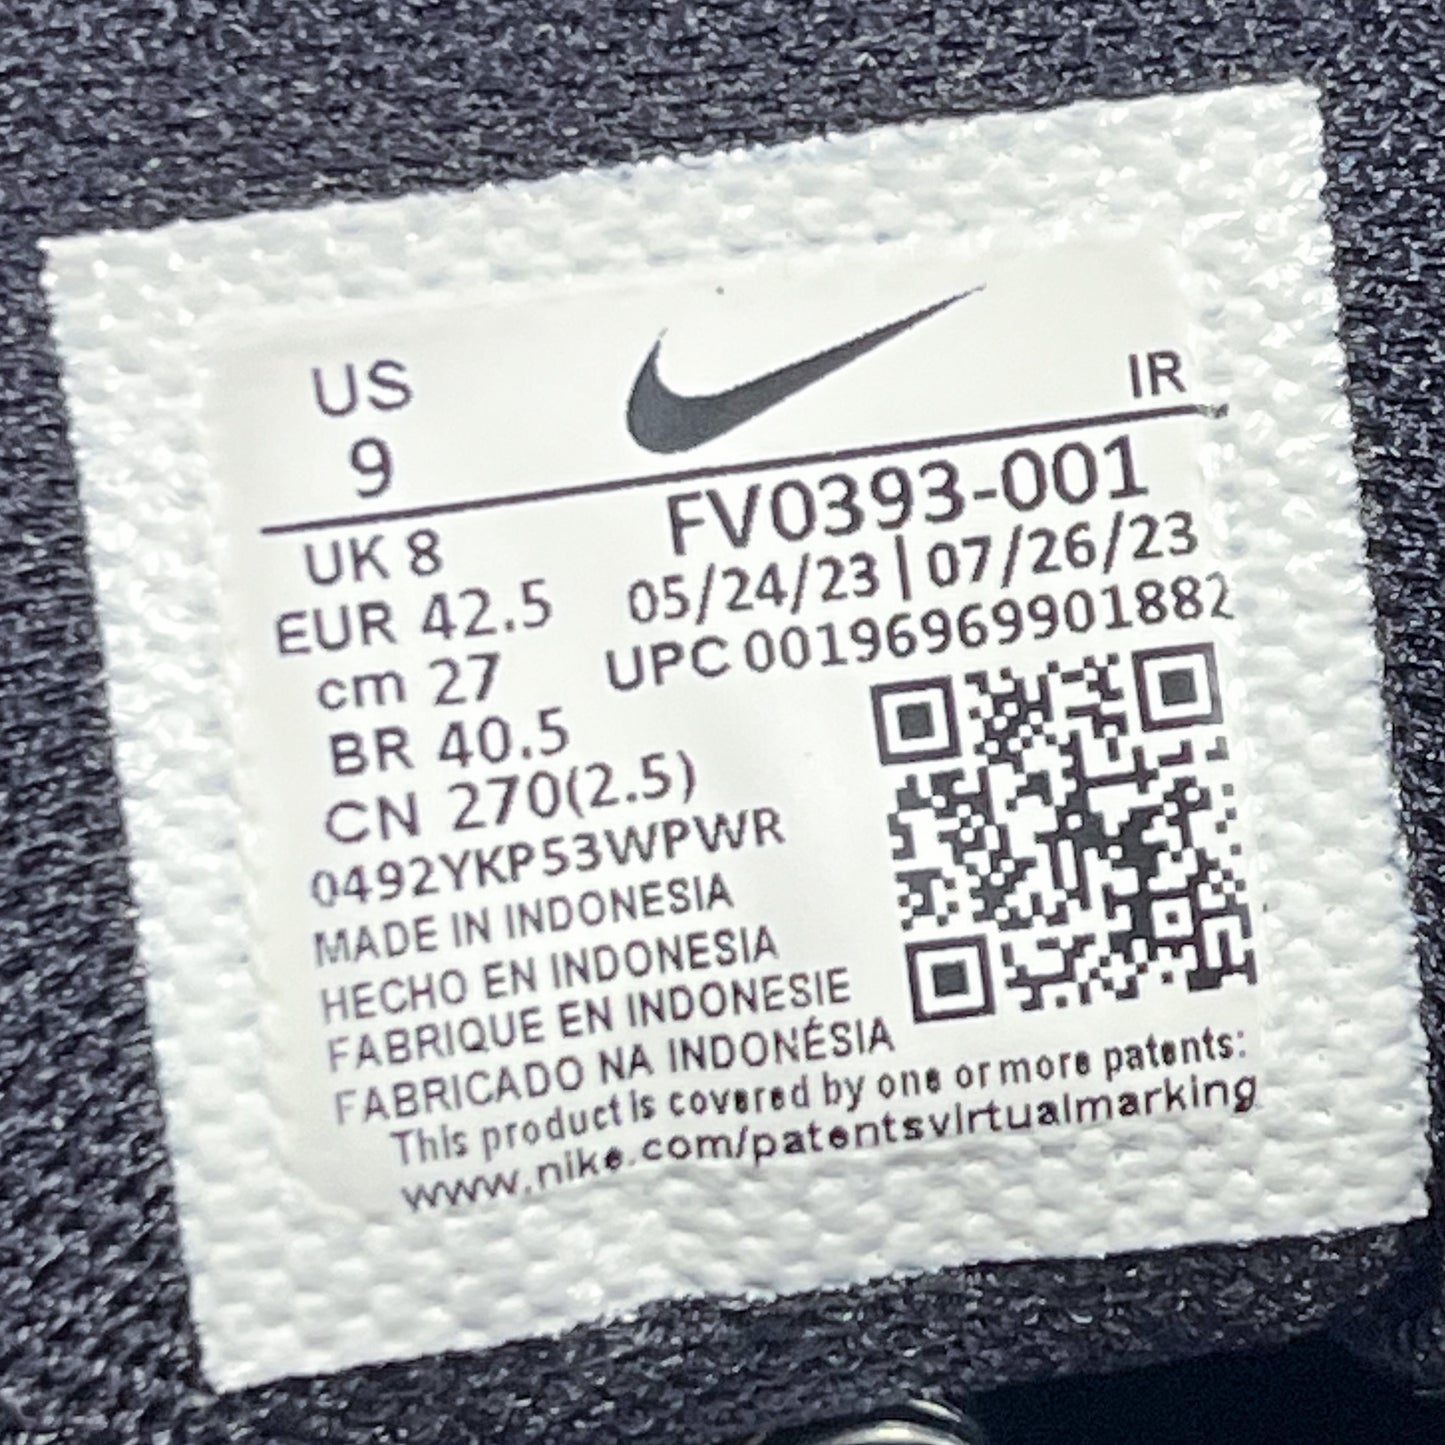 US
9
IR
FV0393-001
UK 8
05/24/23 | 07/26/23
EUR 42.5
UPC 00196969901882
cm 27
BR 40.5
CN 270(2.5)
0492YKP53WPWR
MADE IN INDONESIA
HECHO EN INDONESIA
FABRIQUE EN INDONESIE
FABRICADO NA INDONÉSIA
This product is covered by one or more patents:
www.nike.com/patentsvirtualmarking